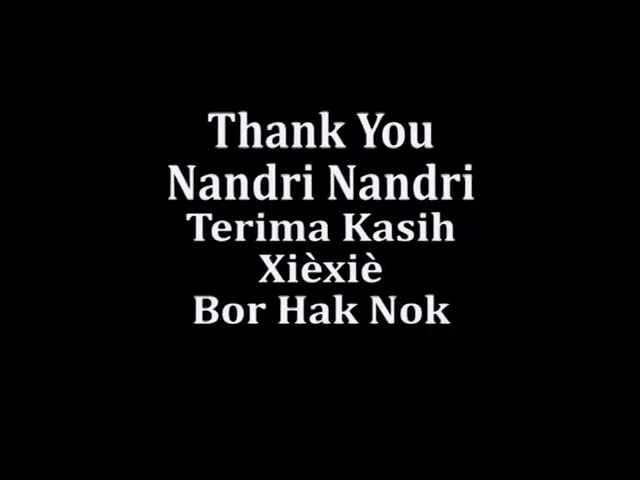 Thank You
Nandri Nandri
Terima Kasih
Xièxiè
Bor Hak Nok